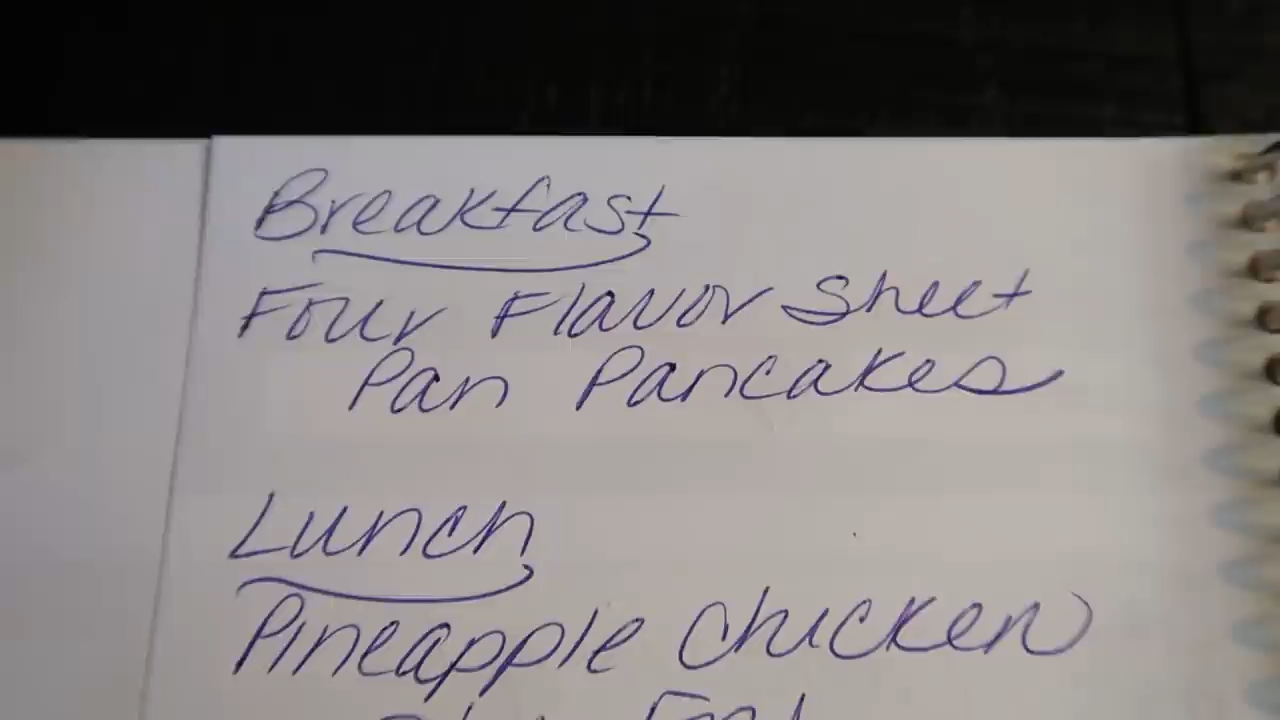 Breakfast
Four Flavor Sheet
Pan Pancakes
Lunch
Pineapple Chicken